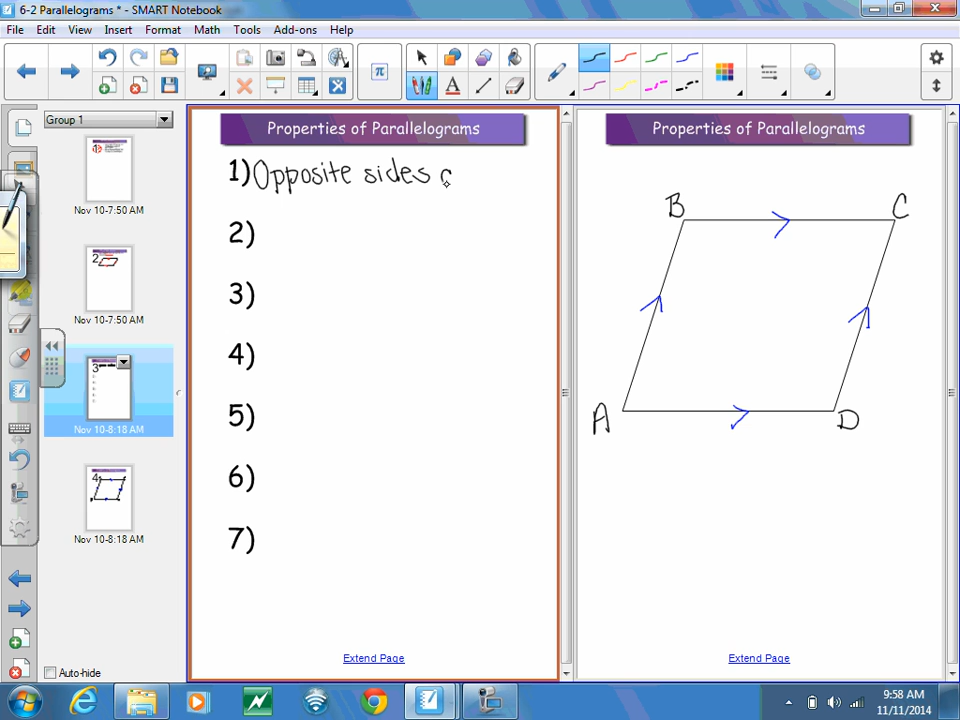 6-2 Parallelograms * - SMART Notebook
File Edit View Insert Format Math Tools Add-ons Help
Group 1
Nov 10-7:50 AM
2
Nov 10-7:50 AM
3
Nov 10-8:18 AM
4
Nov 10-8:18 AM
Auto-hide
Properties of Parallelograms
1) Opposite sides
2)
3)
4)
5)
6)
7)
Extend Page
Properties of Parallelograms
B C
A D
Extend Page
9:58 AM
11/11/2014